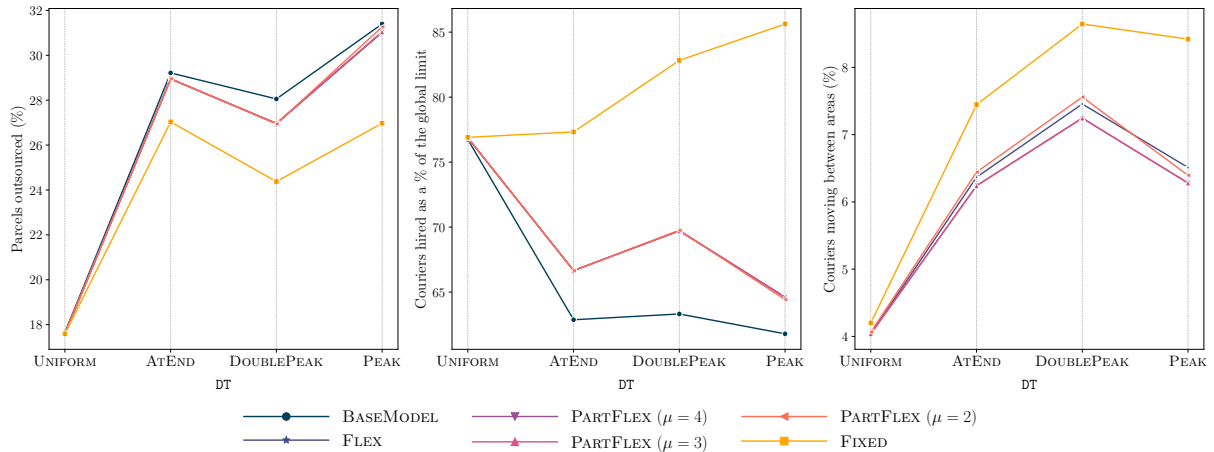 Parcels outsourced (%)
32
30
28
26
24
22
20
18
UNIFORM ATEND DOUBLEPEAK PEAK
DT
Couriers hired as a % of the global limit
85
80
75
70
65
UNIFORM ATEND DOUBLEPEAK PEAK
DT
Couriers moving between areas (%)
8
7
6
5
4
UNIFORM ATEND DOUBLEPEAK PEAK
DT
BASEMODEL PARTFLEX (μ = 4) PARTFLEX (μ = 2)
FLEX PARTFLEX (μ = 3) FIXED